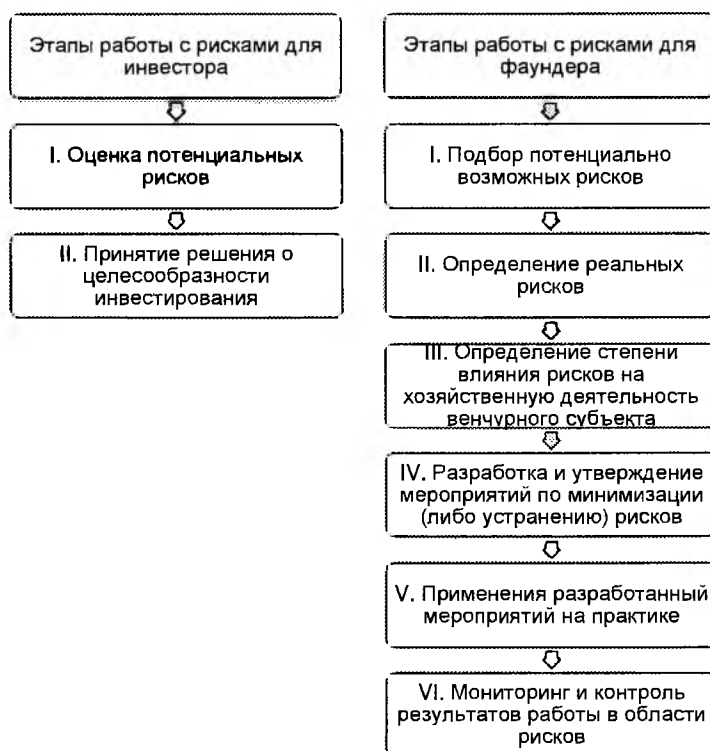 Этапы работы с рисками для
инвестора
I. Оценка потенциальных
рисков
II. Принятие решения о
целесообразности
инвестирования
Этапы работы с рисками для
фаундера
I. Подбор потенциально
возможных рисков
II. Определение реальных
рисков
III. Определение степени
влияния рисков на
хозяйственную деятельность
венчурного субъекта
IV. Разработка и утверждение
мероприятий по минимизации
(либо устранению) рисков
V. Применения разработанный
мероприятий на практике
VI. Мониторинг и контроль
результатов работы в области
рисков